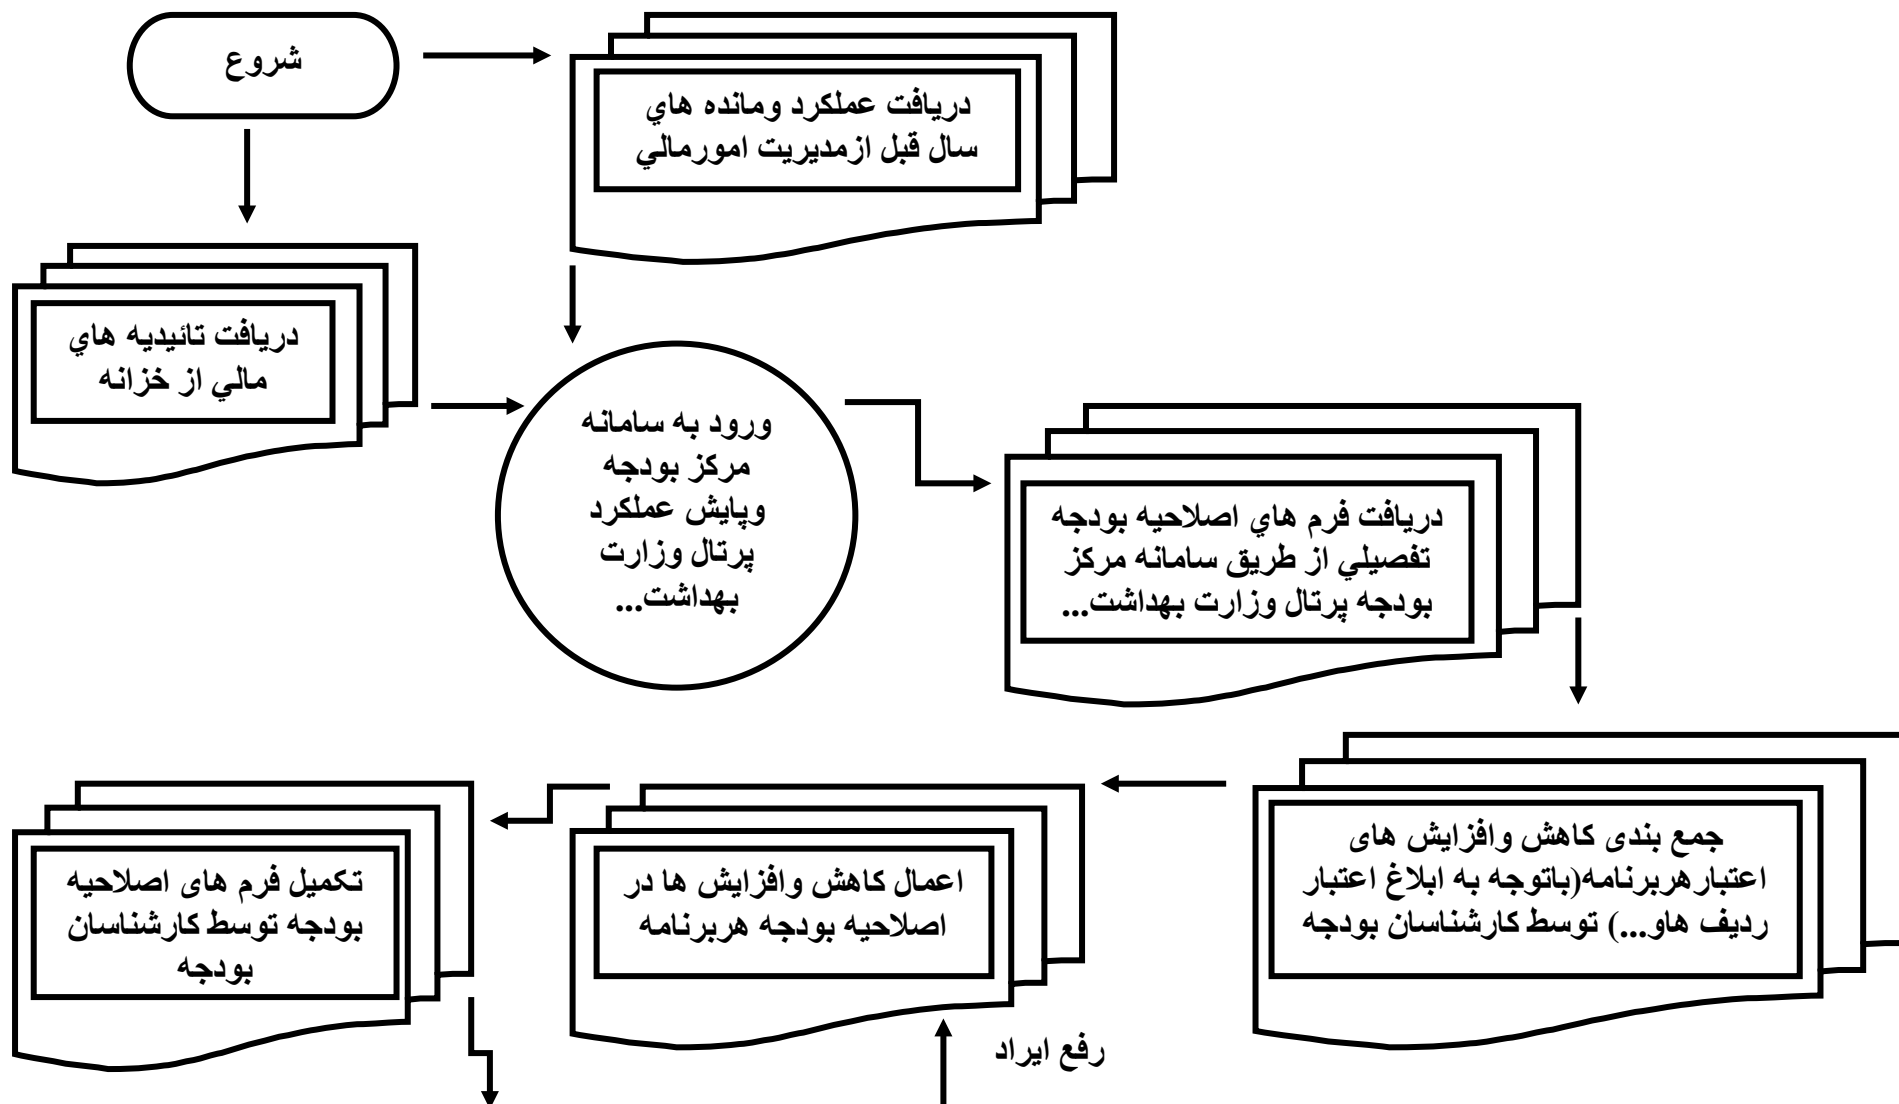 شروع
دريافت عملكرد ومانده هاي
سال قبل ازمديريت امورمالي
دريافت تائيديه هاي
مالي از خزانه
ورود به سامانه
مركز بودجه
وپايش عملكرد
پرتال وزارت
بهداشت...
دريافت فرم هاي اصلاحيه بودجه
تفصيلي از طريق سامانه مركز
بودجه پرتال وزارت بهداشت...
جمع بندی کاهش وافزایش های
اعتبارهربرنامه(باتوجه به ابلاغ اعتبار
ردیف هاو...) توسط کارشناسان بودجه
اعمال کاهش وافزایش ها در
اصلاحیه بودجه هربرنامه
تکمیل فرم های اصلاحیه
بودجه توسط کارشناسان
بودجه
رفع ایراد